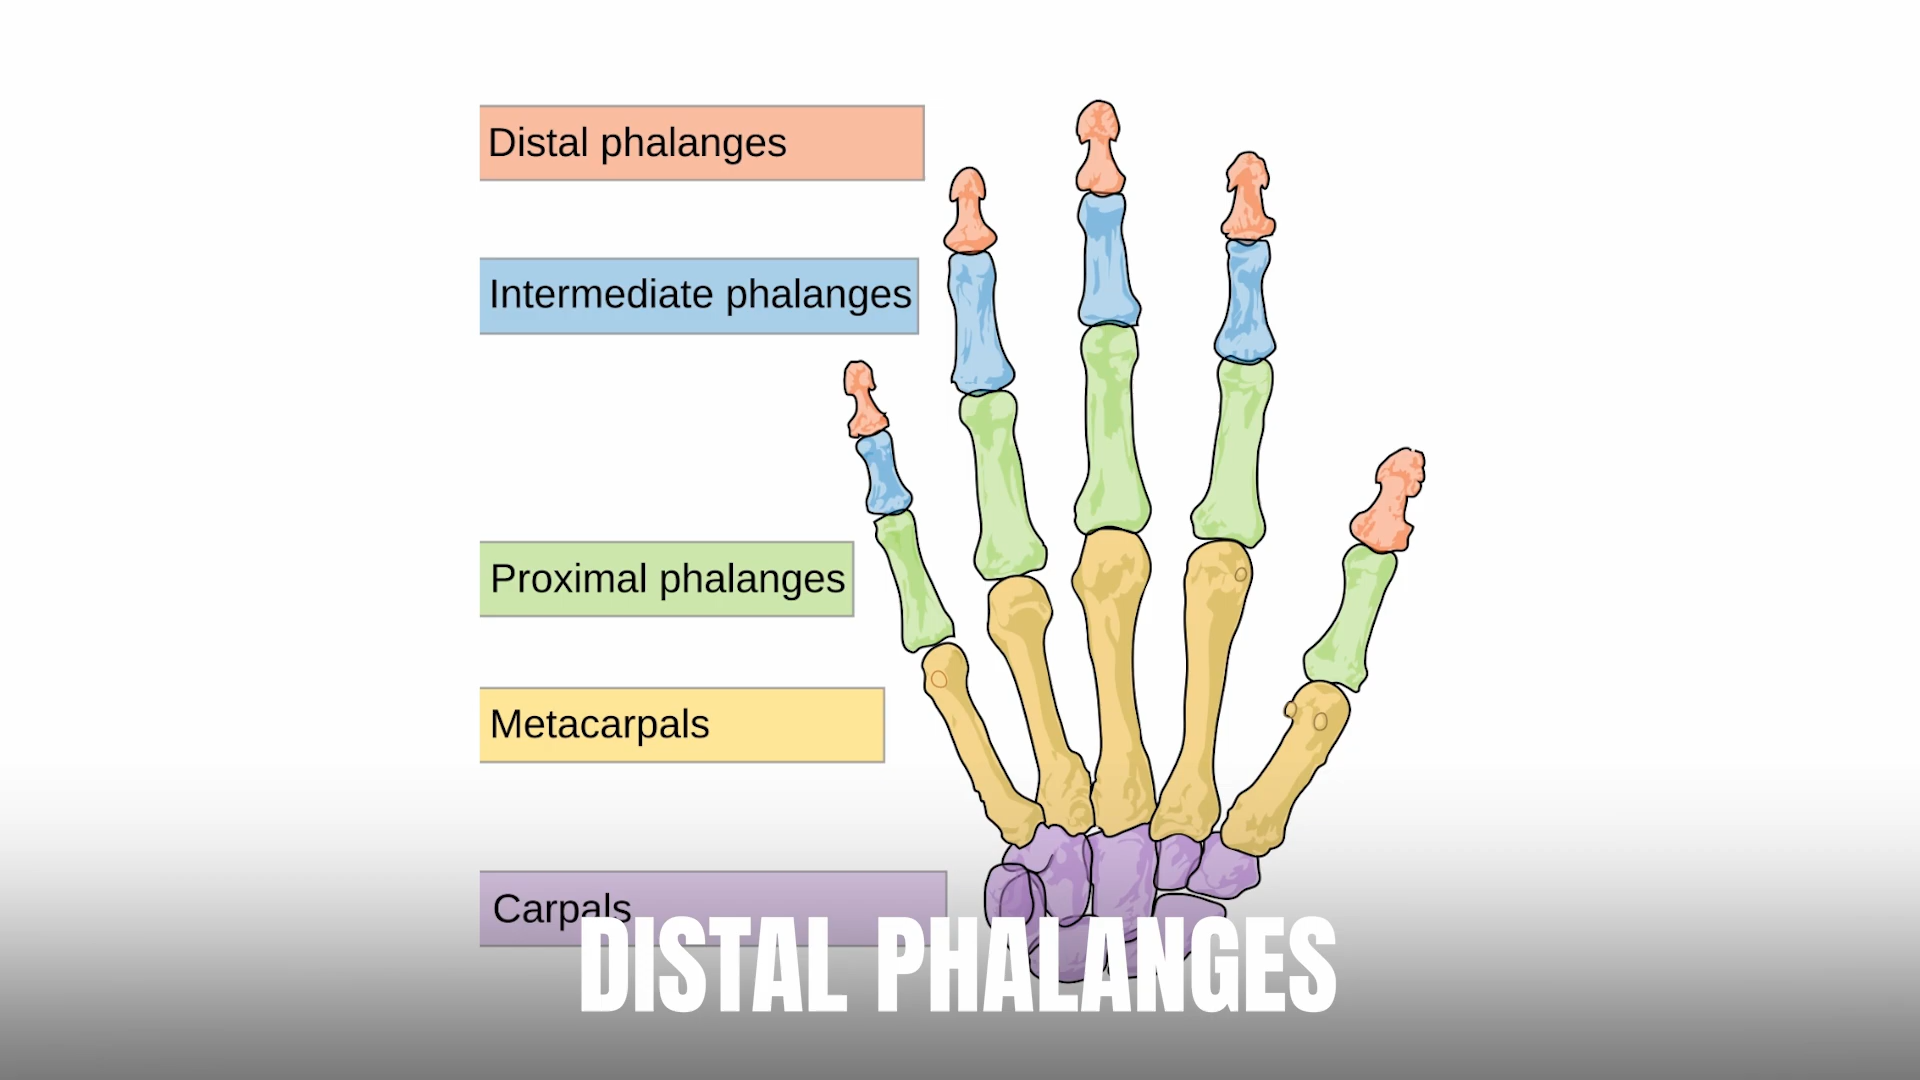 Distal phalanges
Intermediate phalanges
Proximal phalanges
Metacarpals
Carpals
DISTAL PHALANGES